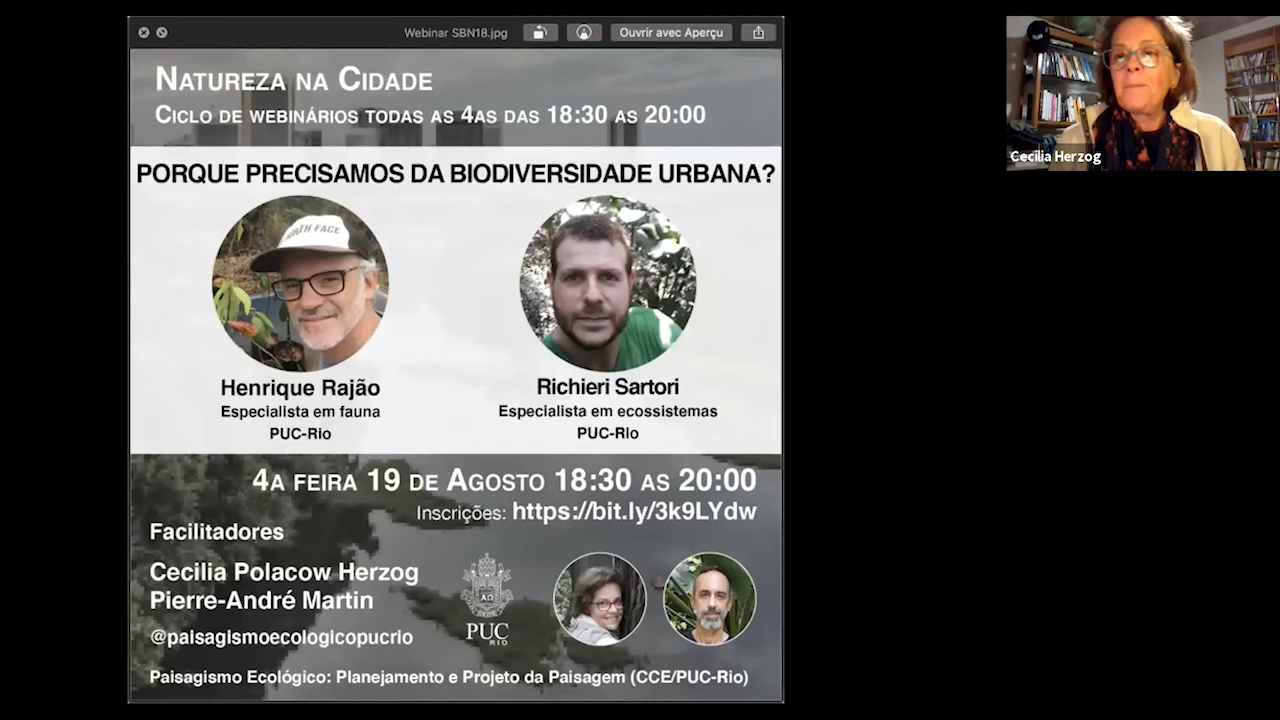 Webinar SBN18.jpg
Ouvrir avec Aperçu
NATUREZA NA CIDADE
CICLO DE WEBINÁRIOS TODAS AS 4AS DAS 18:30 AS 20:00
PORQUE PRECISAMOS DA BIODIVERSIDADE URBANA?
NORTH FACE
Henrique Rajão
Especialista em fauna
PUC-Rio
Richieri Sartori
Especialista em ecossistemas
PUC-RIo
4A FEIRA 19 DE AGOSTO 18:30 AS 20:00
Inscrições: https://bit.ly/3k9LYdw
Facilitadores
Cecilia Polacow Herzog
Pierre-André Martin
@paisagismoecologicopucrio
ΑΩ
PUC
RIO
Paisagismo Ecológico: Planejamento e Projeto da Paisagem (CCE/PUC-Rio)
Cecilia Herzog